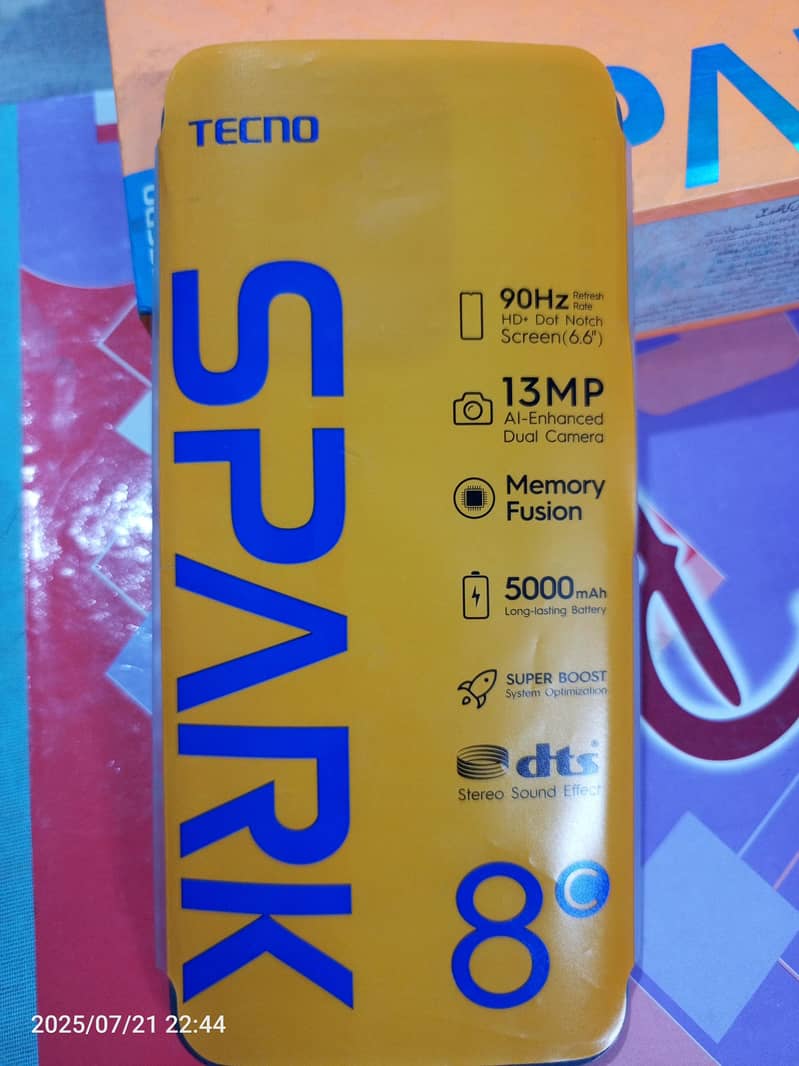 TECNO
SPARK
90Hz Refresh Rate
HD+ Dot Notch
Screen(6.6")
13MP
AI-Enhanced
Dual Camera
Memory
Fusion
5000mAh
Long-lasting Battery
SUPER BOOST
System Optimization
dts
Stereo Sound Effect
8C
2025/07/21 22:44